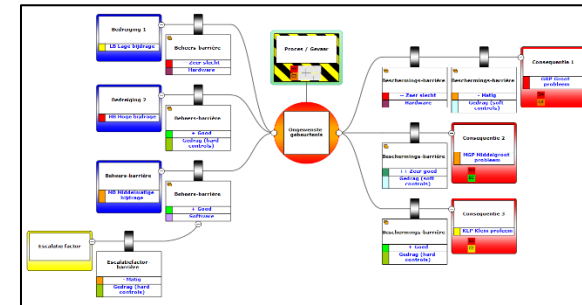 Bedreiging 1
LB Lage bijdrage
Beheers-barrière
-- Zeer slecht
Hardware
Proces / Gevaar
Beschermings-barrière
-- Zeer slecht
Hardware
Beschermings-barrière
- Matig
Gedrag (soft controls)
Consequentie 1
GRP Groot probleem
Bedreiging 2
HB Hoge bijdrage
Beheers-barrière
+ Goed
Gedrag (hard controls)
Ongewenste gebeurtenis
Beschermings-barrière
++ Zeer goed
Gedrag (soft controls)
Consequentie 2
MGP Middelgroot probleem
Beheers-barrière
MB Middelmatige bijdrage
Beheers-barrière
+ Goed
Software
Beschermings-barrière
+ Goed
Gedrag (hard controls)
Consequentie 3
KLP Klein probleem
Escalatie factor
Escalatiefactor-barrière
- Matig
Gedrag (hard controls)